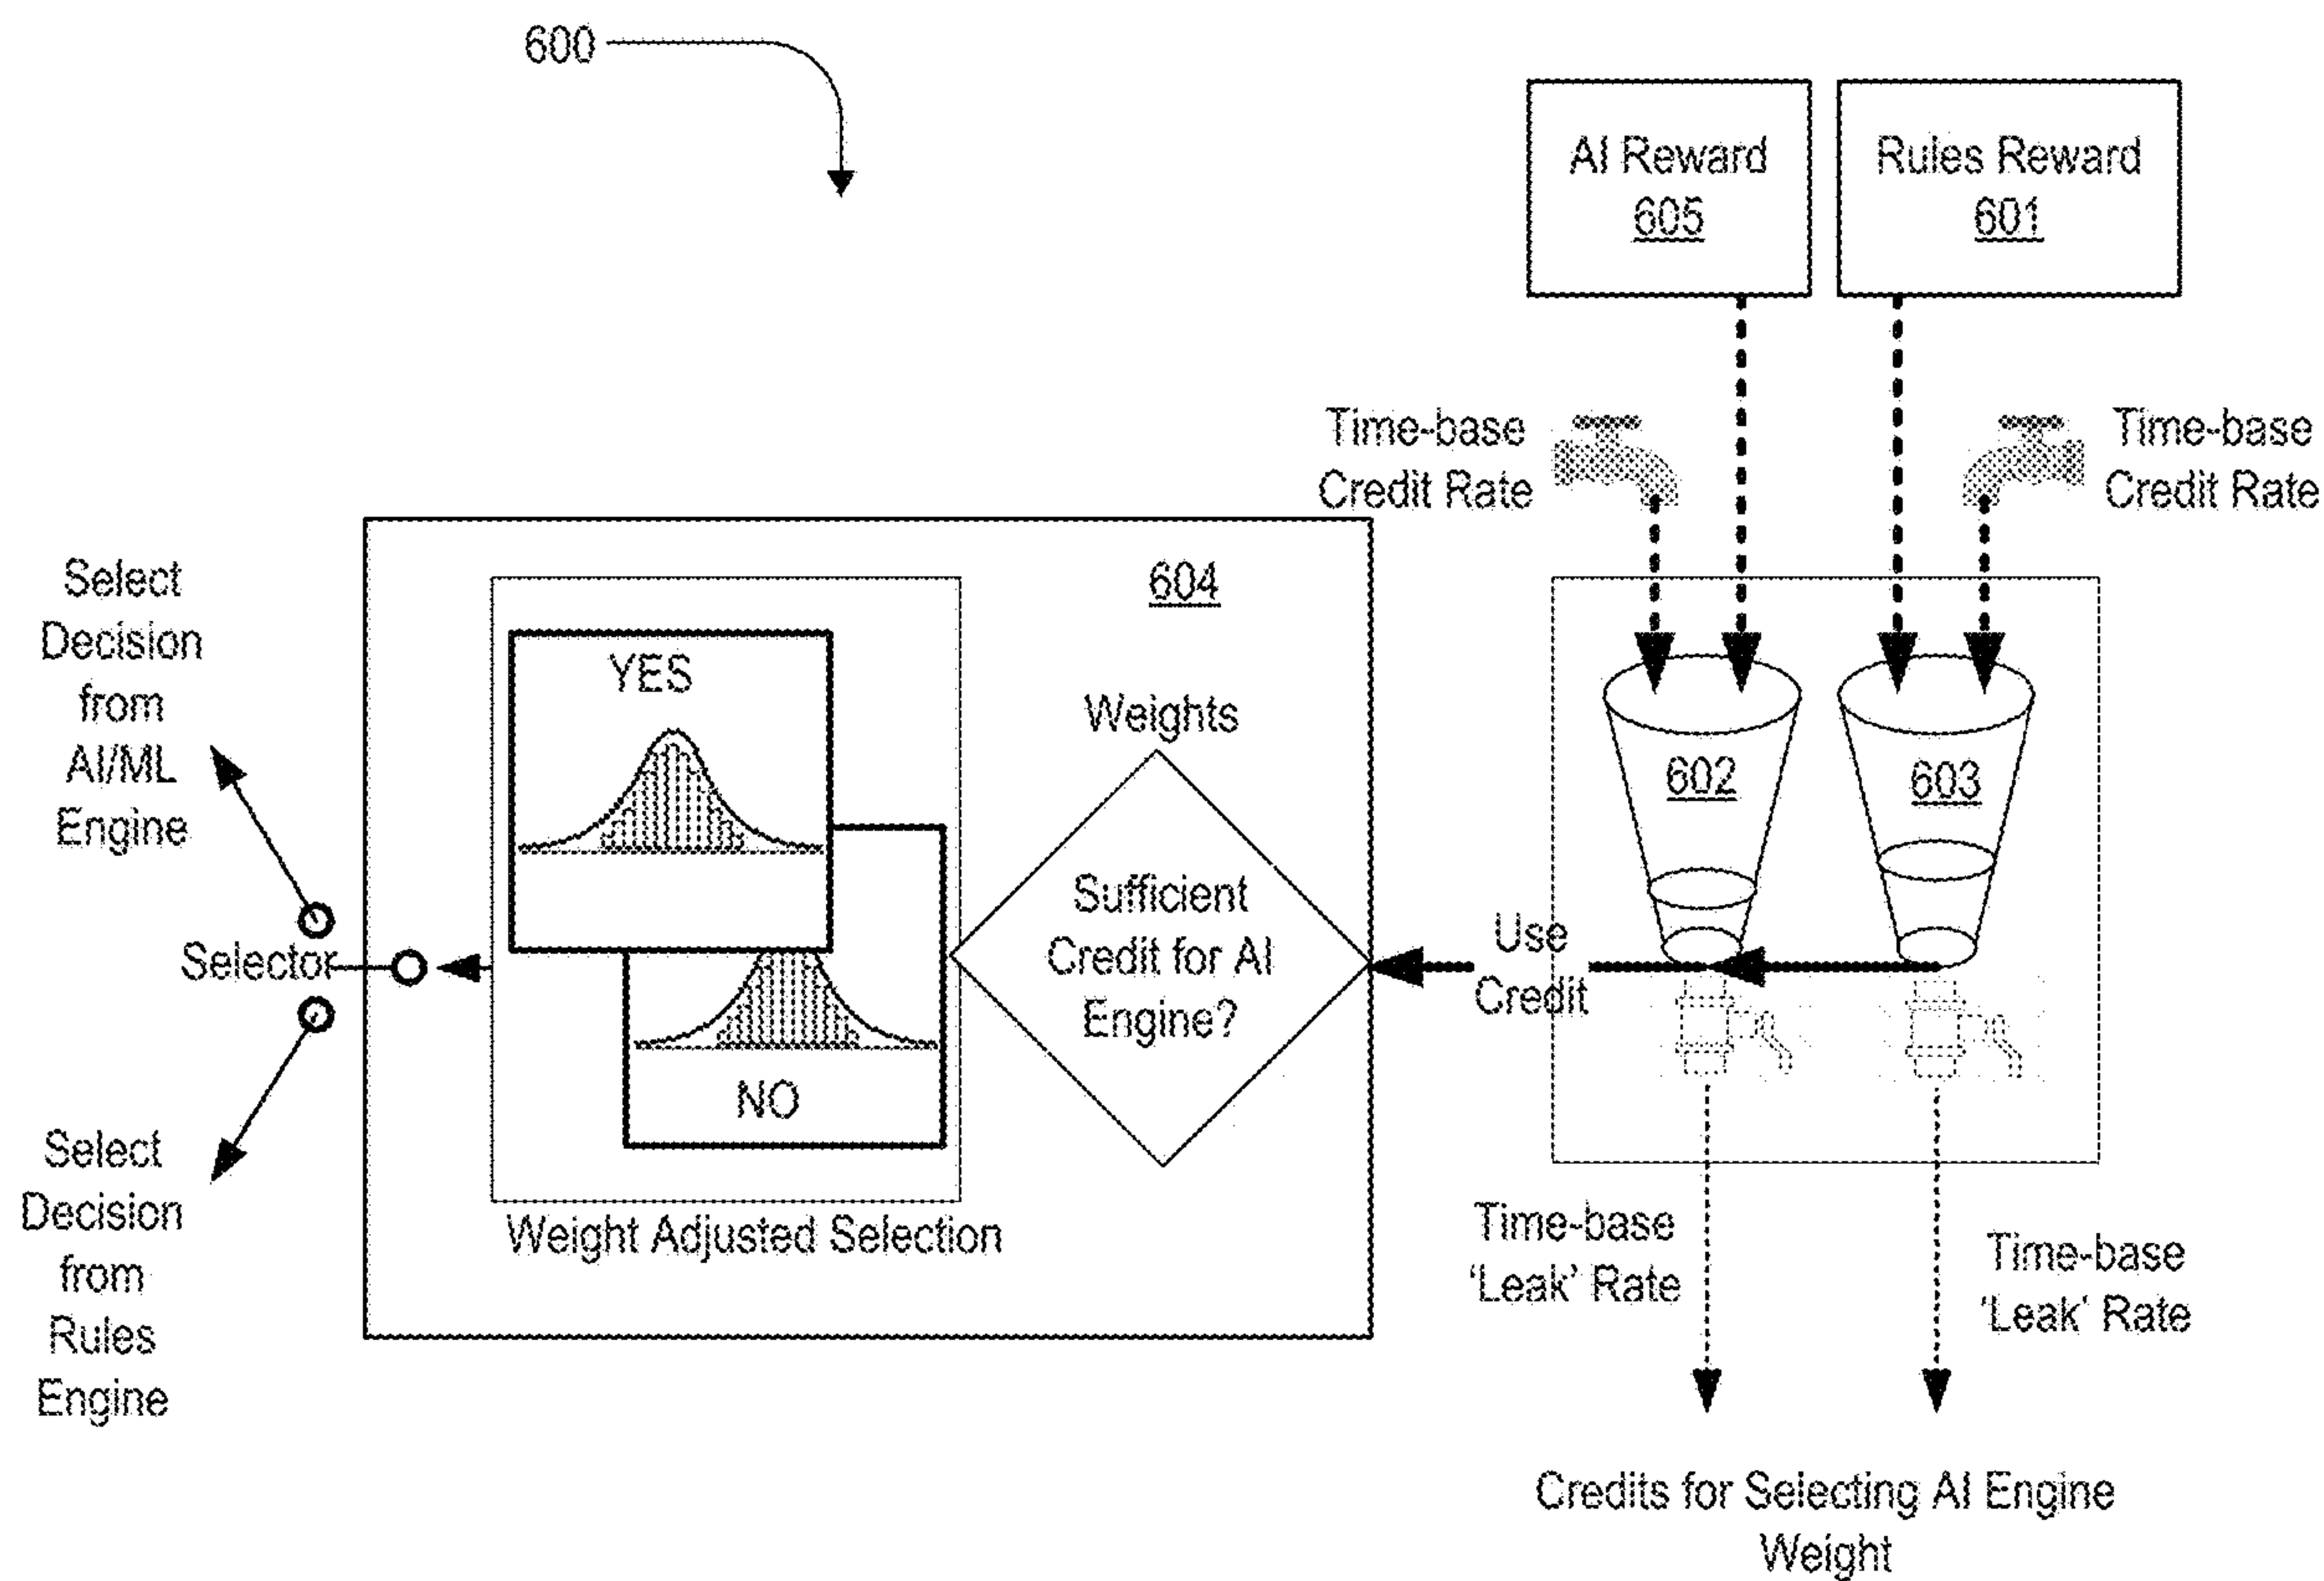 600
AI Reward
605
Rules Reward
601
Time-base
Credit Rate
Time-base
Credit Rate
Select
Decision
from
AI/ML
Engine
604
YES
Weights
602
603
Sufficient
Credit for AI
Engine?
Use
Credit
Selector
NO
Select
Decision
from
Rules
Engine
Weight Adjusted Selection
Time-base
'Leak' Rate
Time-base
'Leak' Rate
Credits for Selecting AI Engine
Weight